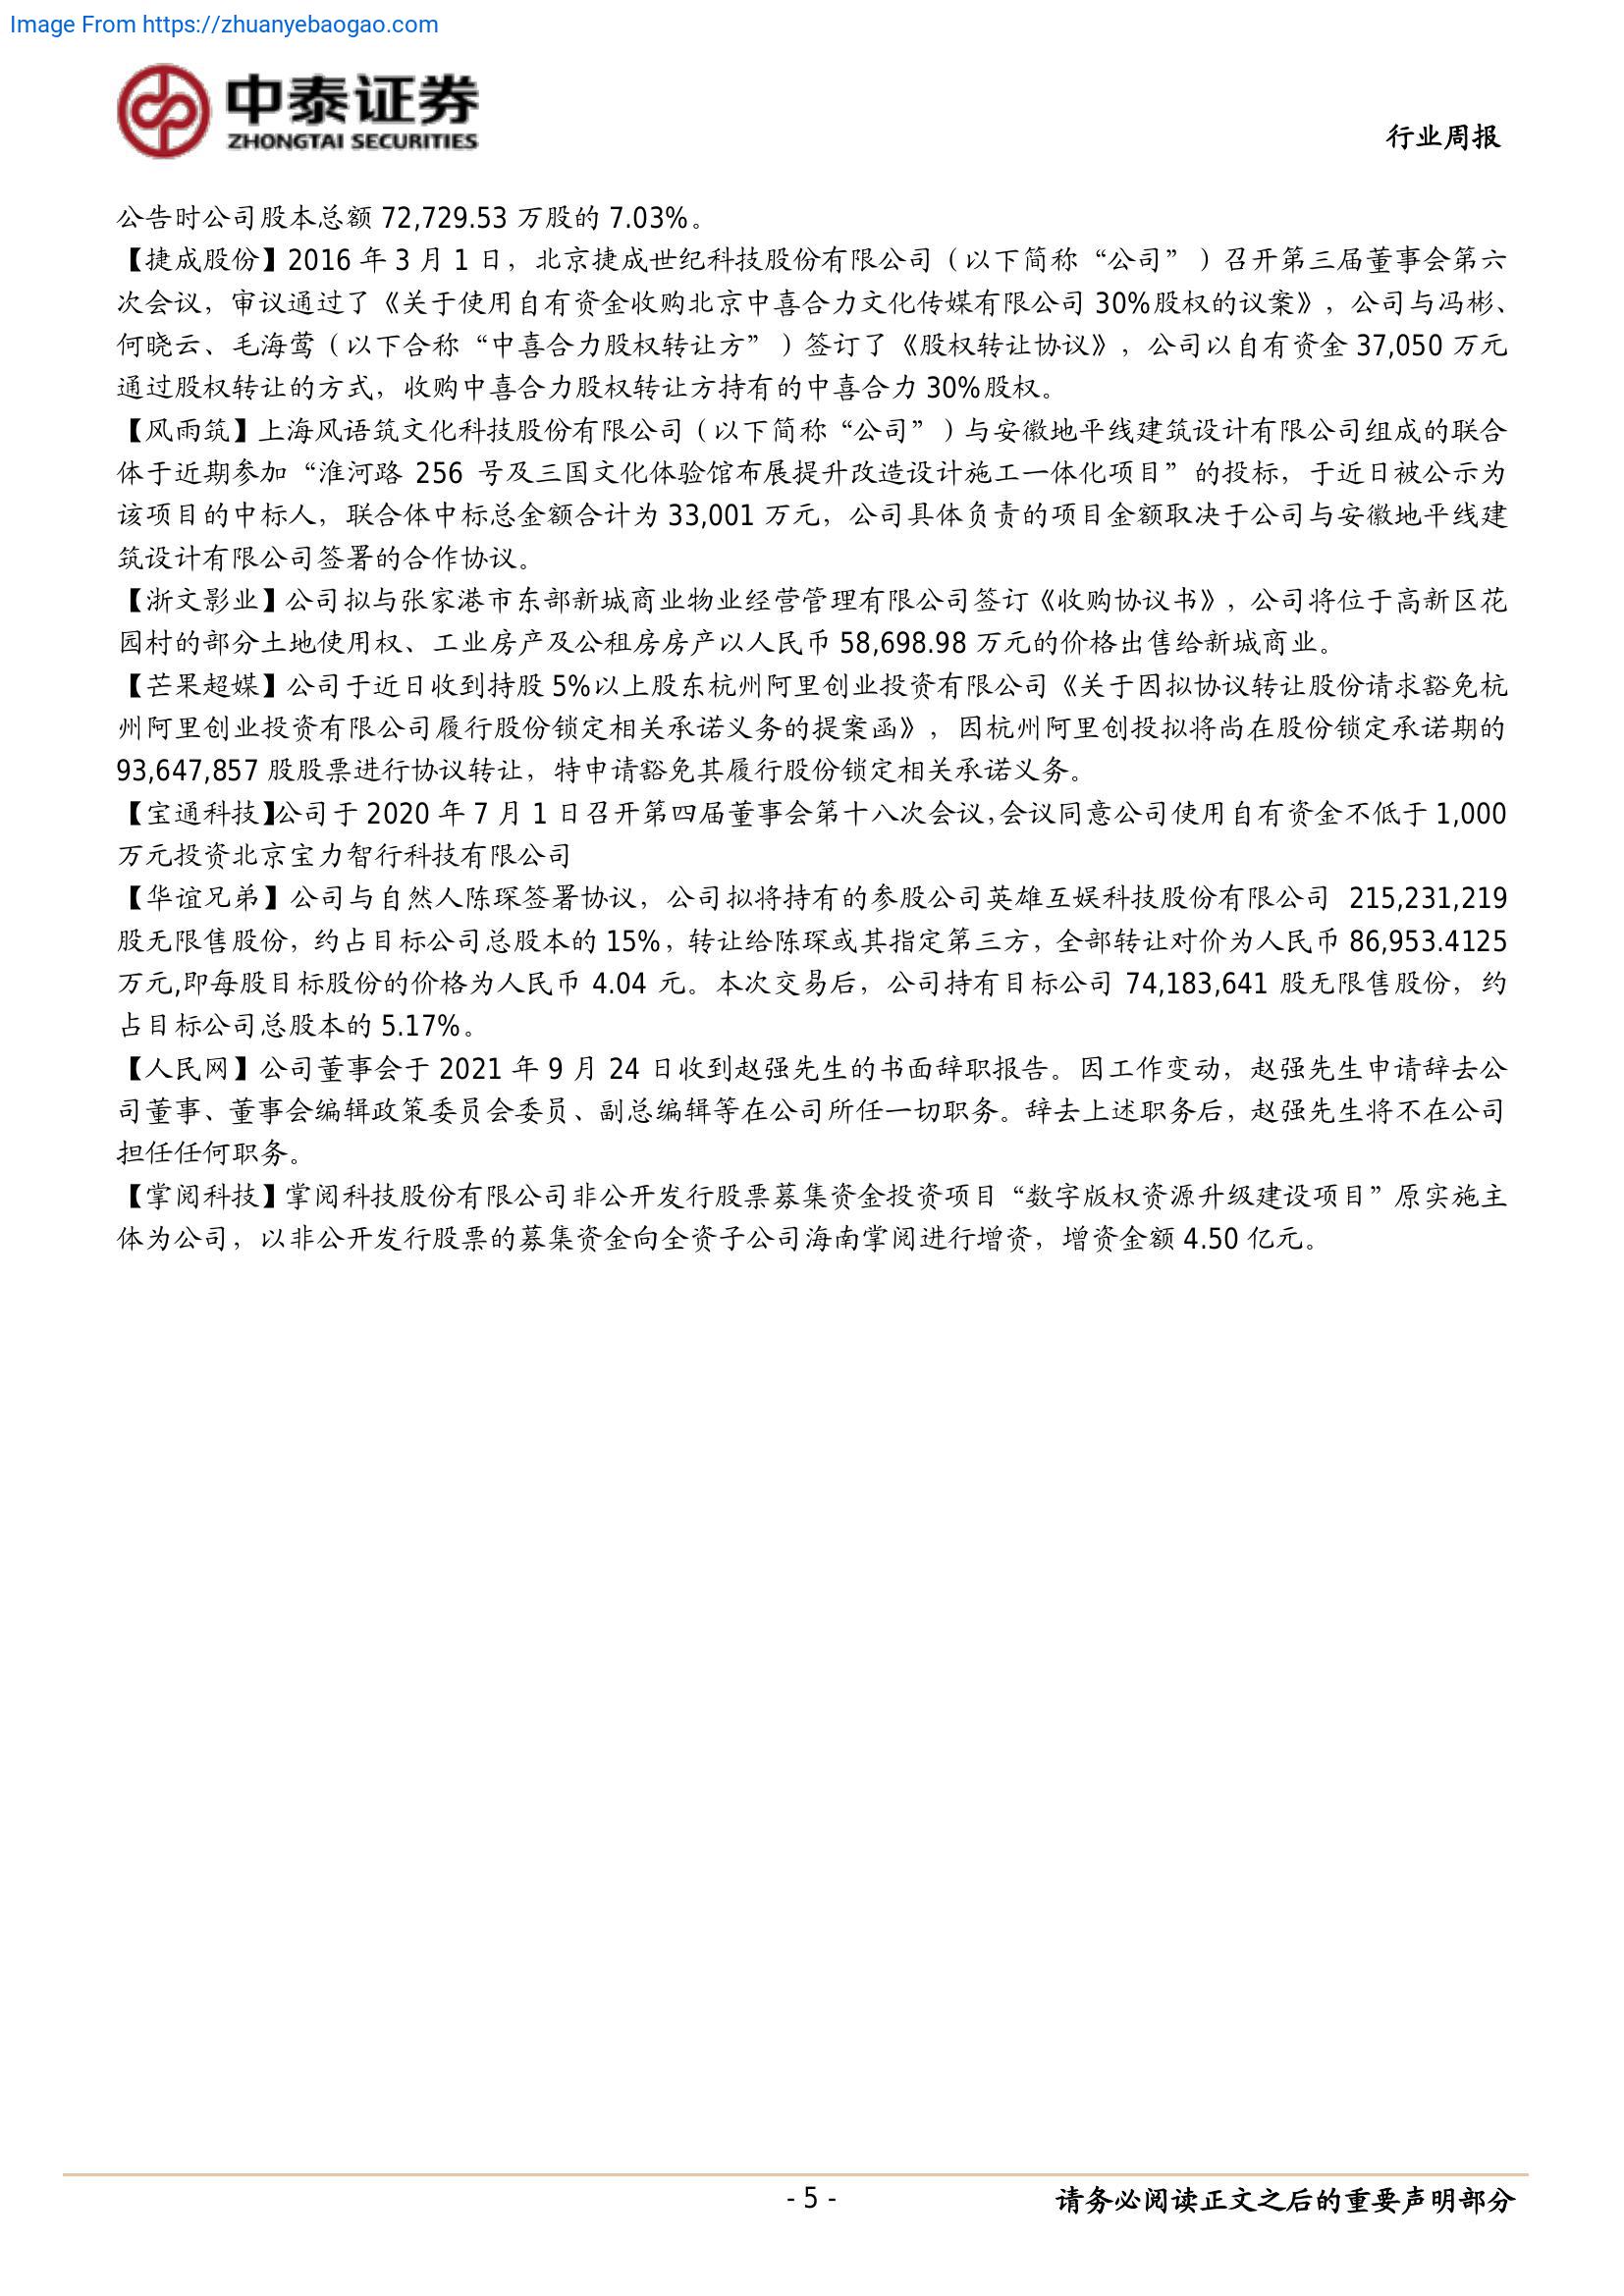 Image From https://zhuanyebaogao.com
中泰证券
ZHONGTAI SECURITIES
行业周报
公告时公司股本总额 72,729.53 万股的 7.03%。
【捷成股份】2016 年 3 月 1 日，北京捷成世纪科技股份有限公司（以下简称“公司” ）召开第三届董事会第六
次会议，审议通过了《关于使用自有资金收购北京中喜合力文化传媒有限公司 30%股权的议案》，公司与冯彬、
何晓云、毛海莺（以下合称“中喜合力股权转让方” ）签订了《股权转让协议》，公司以自有资金 37,050 万元
通过股权转让的方式，收购中喜合力股权转让方持有的中喜合力 30%股权。
【风雨筑】上海风语筑文化科技股份有限公司（以下简称“公司”）与安徽地平线建筑设计有限公司组成的联合
体于近期参加“淮河路 256 号及三国文化体验馆布展提升改造设计施工一体化项目”的投标，于近日被公示为
该项目的中标人，联合体中标总金额合计为 33,001 万元，公司具体负责的项目金额取决于公司与安徽地平线建
筑设计有限公司签署的合作协议。
【浙文影业】公司拟与张家港市东部新城商业物业经营管理有限公司签订《收购协议书》，公司将位于高新区花
园村的部分土地使用权、工业房产及公租房房产以人民币 58,698.98 万元的价格出售给新城商业。
【芒果超媒】公司于近日收到持股 5%以上股东杭州阿里创业投资有限公司《关于因拟协议转让股份请求豁免杭
州阿里创业投资有限公司履行股份锁定相关承诺义务的提案函》，因杭州阿里创投拟将尚在股份锁定承诺期的
93,647,857 股股票进行协议转让，特申请豁免其履行股份锁定相关承诺义务。
【宝通科技】公司于 2020 年 7 月 1 日召开第四届董事会第十八次会议,会议同意公司使用自有资金不低于 1,000
万元投资北京宝力智行科技有限公司
【华谊兄弟】公司与自然人陈琛签署协议，公司拟将持有的参股公司英雄互娱科技股份有限公司 215,231,219
股无限售股份，约占目标公司总股本的 15%，转让给陈琛或其指定第三方，全部转让对价为人民币 86,953.4125
万元,即每股目标股份的价格为人民币 4.04 元。本次交易后，公司持有目标公司 74,183,641 股无限售股份，约
占目标公司总股本的 5.17%。
【人民网】公司董事会于 2021 年 9 月 24 日收到赵强先生的书面辞职报告。因工作变动，赵强先生申请辞去公
司董事、董事会编辑政策委员会委员、副总编辑等在公司所任一切职务。辞去上述职务后，赵强先生将不在公司
担任任何职务。
【掌阅科技】掌阅科技股份有限公司非公开发行股票募集资金投资项目“数字版权资源升级建设项目”原实施主
体为公司，以非公开发行股票的募集资金向全资子公司海南掌阅进行增资，增资金额 4.50 亿元。
- 5 -
请务必阅读正文之后的重要声明部分